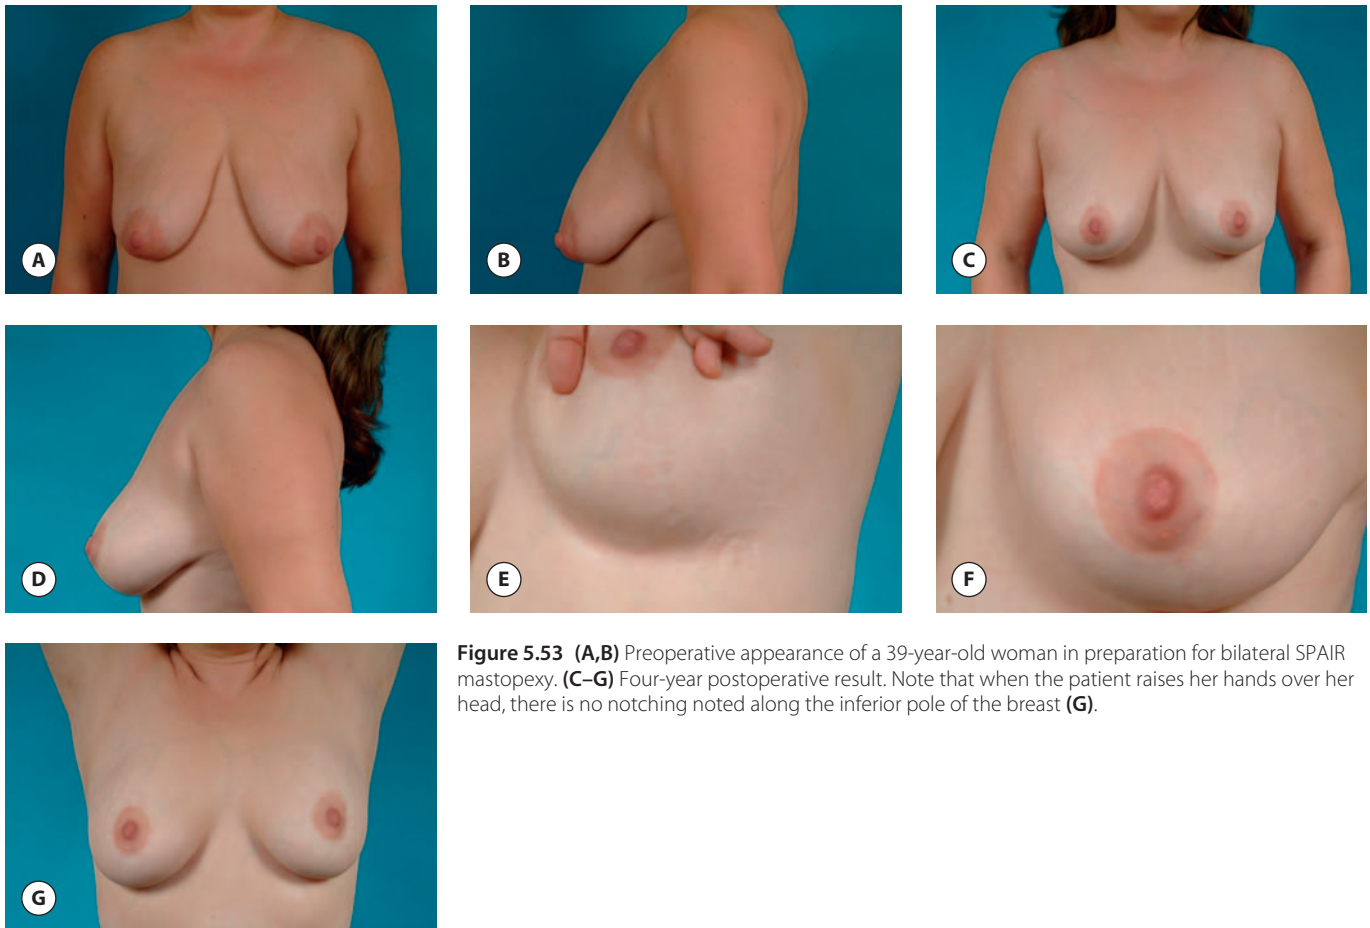 A
B
C
D
E
F
G
Figure 5.53 (A,B) Preoperative appearance of a 39-year-old woman in preparation for bilateral SPAIR
mastopexy. (C–G) Four-year postoperative result. Note that when the patient raises her hands over her
head, there is no notching noted along the inferior pole of the breast (G).